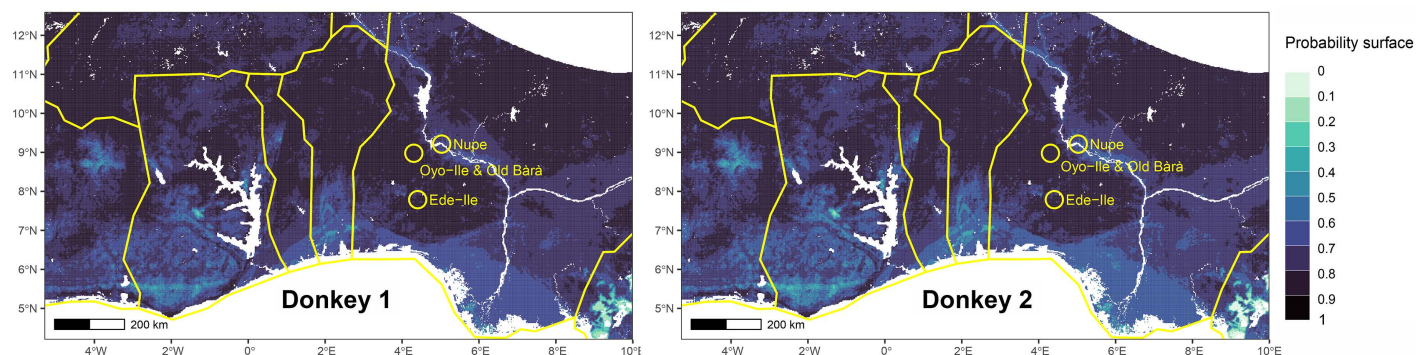 12°N
11°N
10°N
9°N
8°N
7°N
6°N
5°N
Nupe
Oyo-Ile & Old Bàrà
Ede-Ile
Donkey 1
200 km
4°W
2°W
0°
2°E
4°E
6°E
8°E
10°E
12°N
11°N
10°N
9°N
8°N
7°N
6°N
5°N
Nupe
Oyo-Ile & Old Bàrà
Ede-Ile
Donkey 2
200 km
4°W
2°W
0°
2°E
4°E
6°E
8°E
10°E
Probability surface
0
0.1
0.2
0.3
0.4
0.5
0.6
0.7
0.8
0.9
1